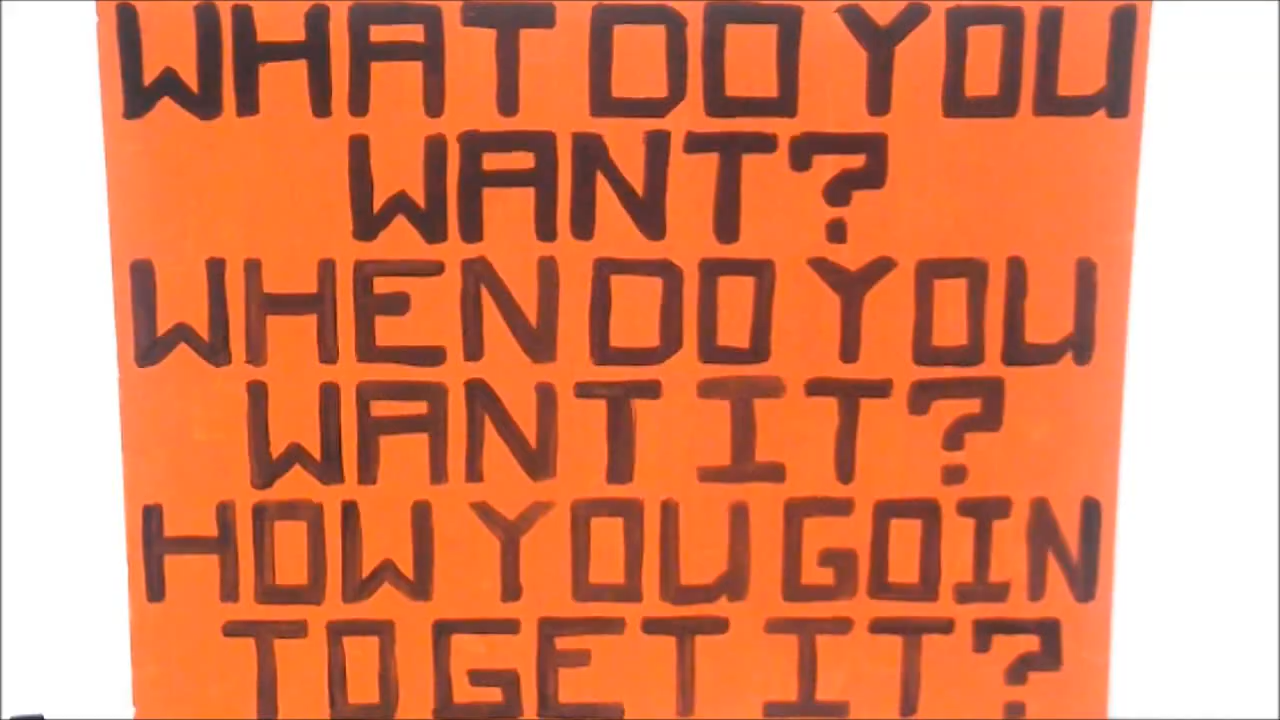 WHAT DO YOU
WANT?
WHEN DO YOU
WANT IT?
HOW YOU GOIN
TO GET IT?